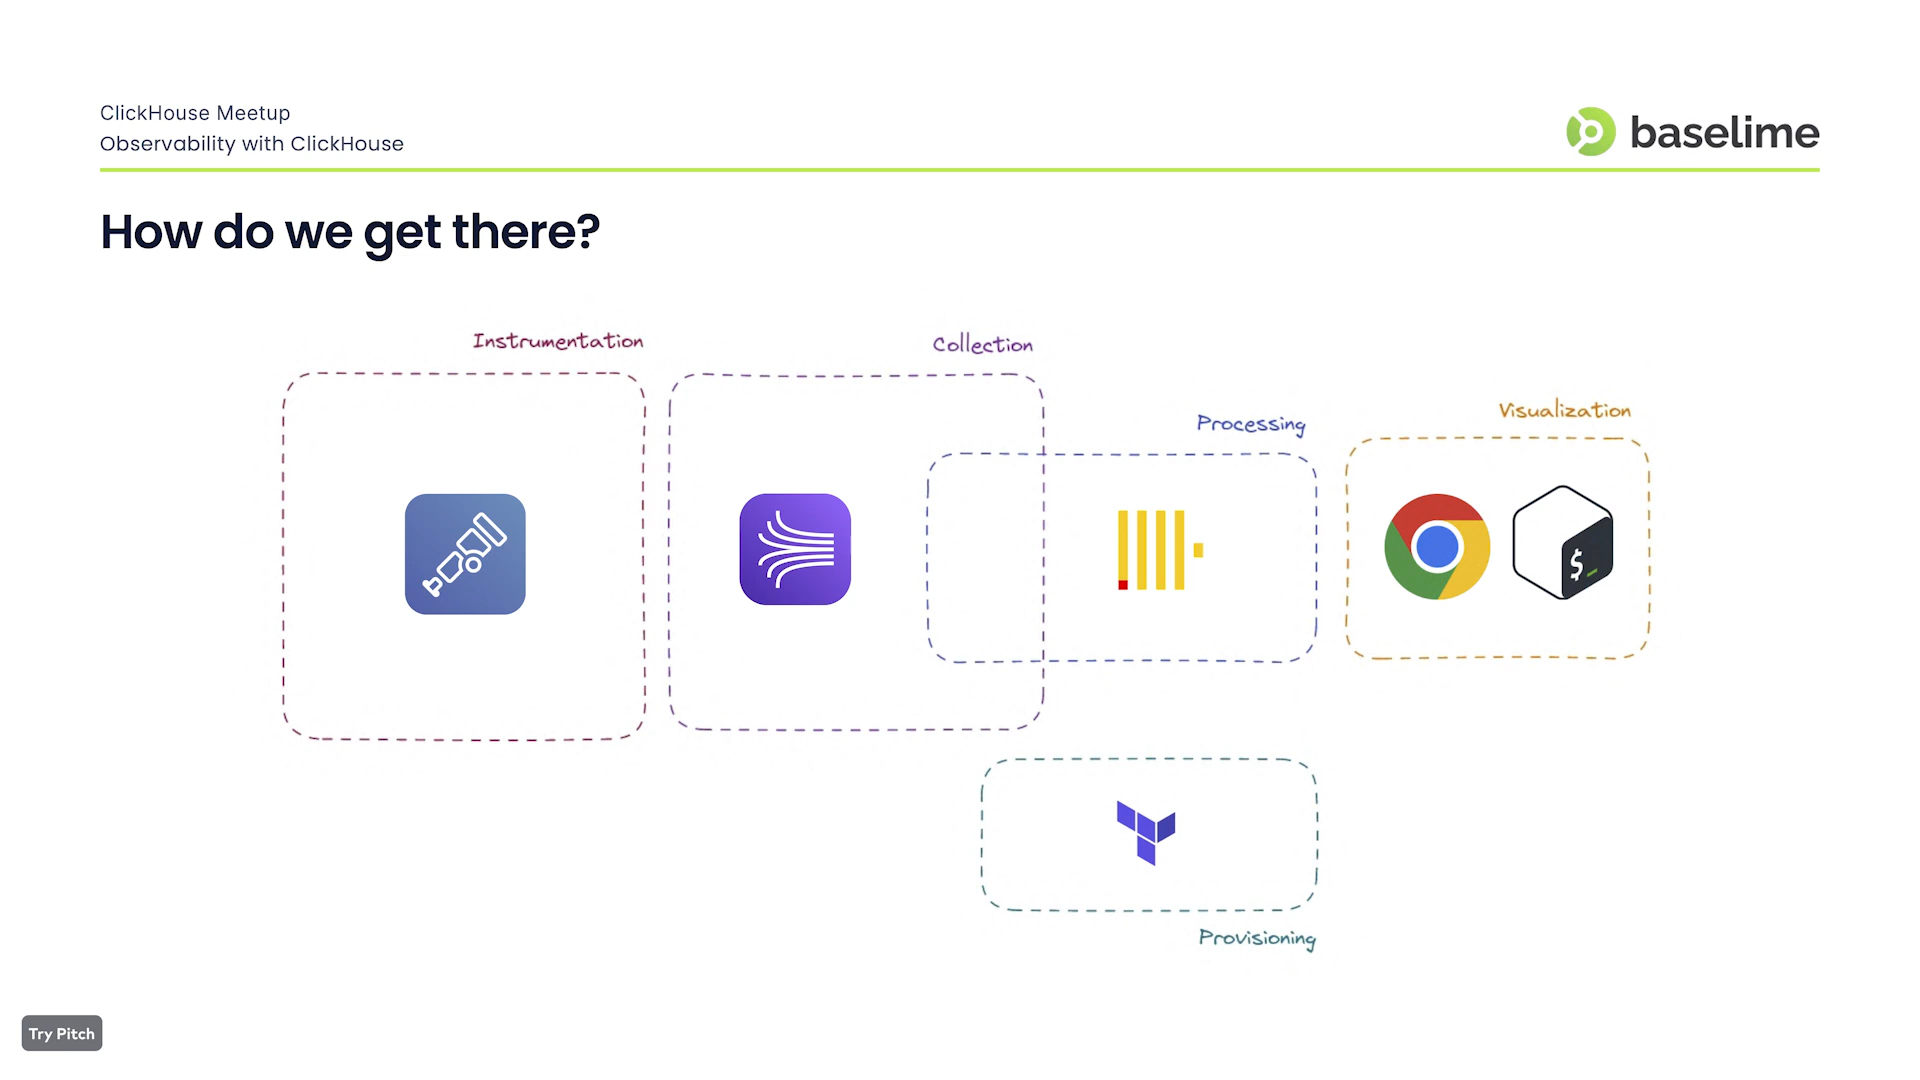 ClickHouse Meetup
Observability with ClickHouse
baselime
How do we get there?
Instrumentation
Collection
Processing
Visualization
$_
Provisioning
Try Pitch